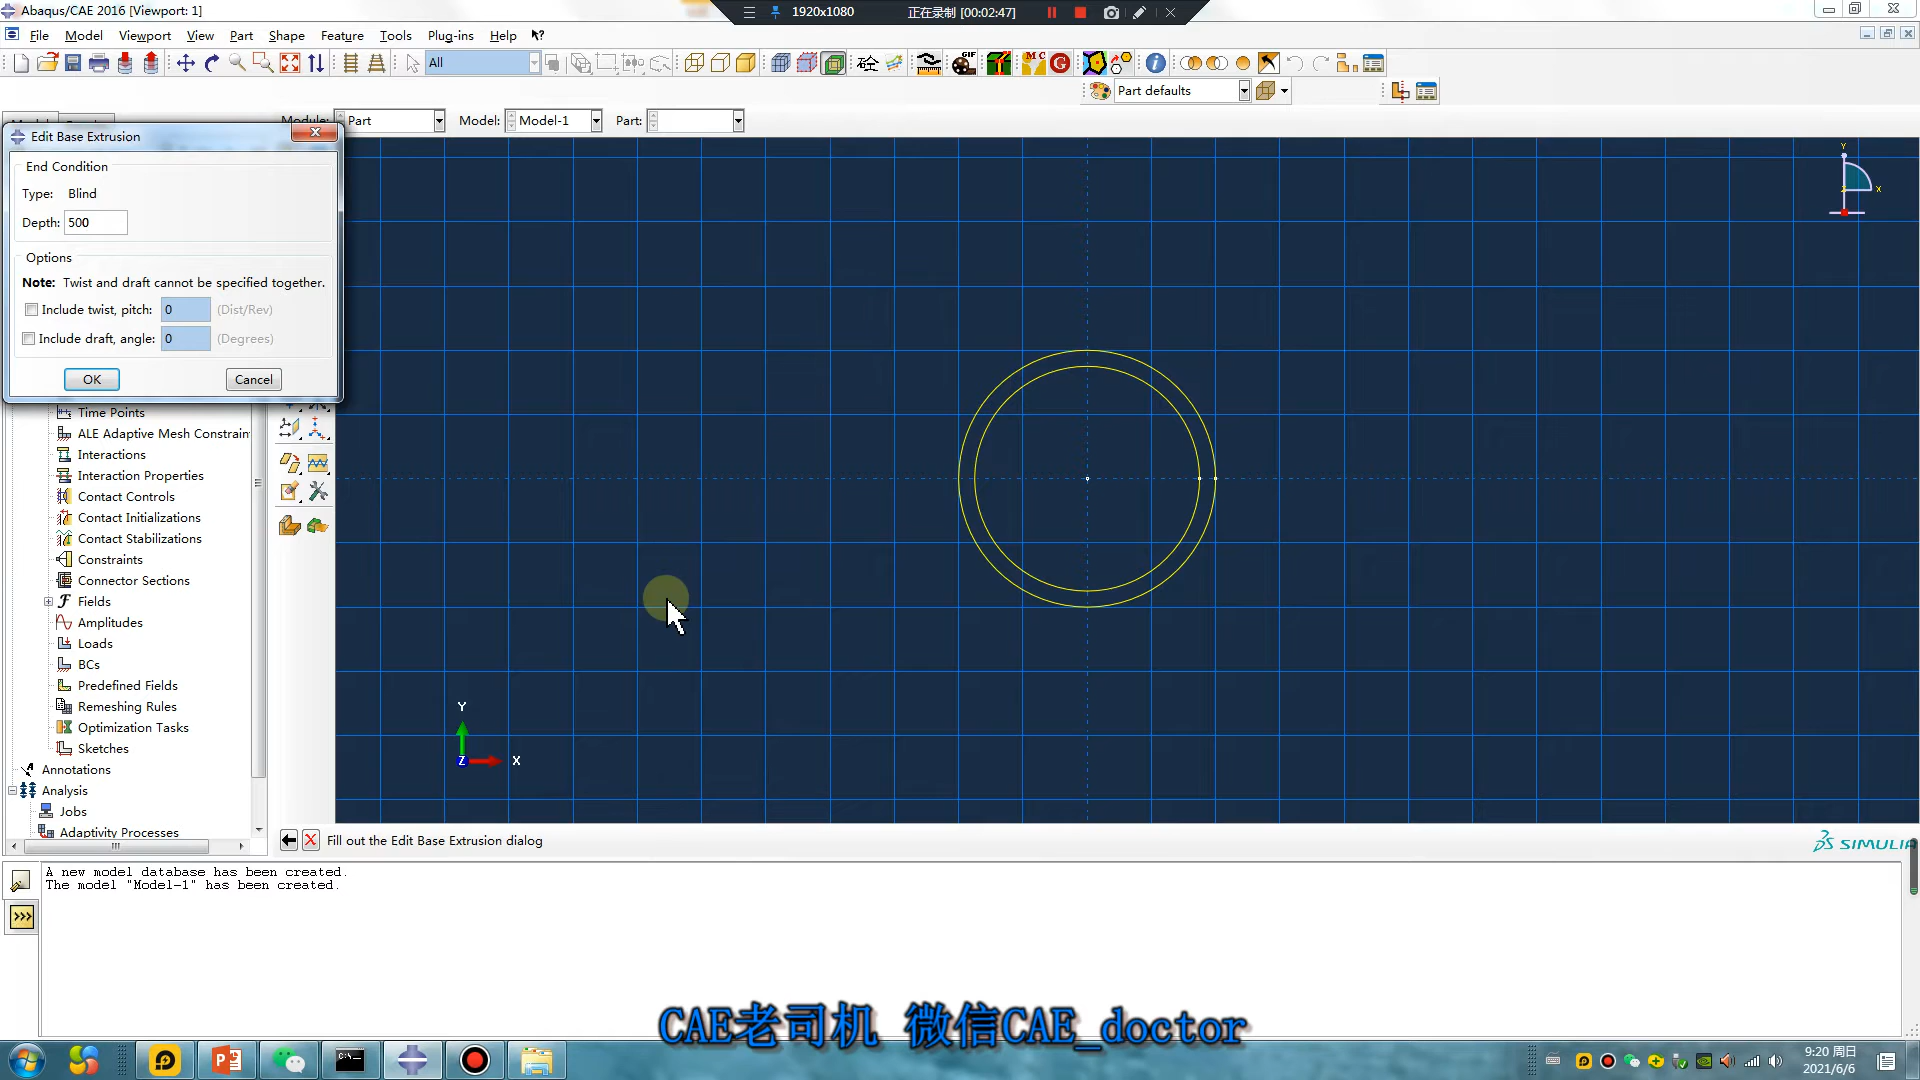 Abaqus/CAE 2016 [Viewport: 1]
1920x1080
正在录制 [00:02:47]
File Model Viewport View Part Shape Feature Tools Plug-ins Help
All
Part defaults
Module: Part Model: Model-1 Part:
Edit Base Extrusion
End Condition
Type: Blind
Depth: 500
Options
Note: Twist and draft cannot be specified together.
Include twist, pitch: 0 (Dist/Rev)
Include draft, angle: 0 (Degrees)
OK Cancel
Time Points
ALE Adaptive Mesh Constrain
Interactions
Interaction Properties
Contact Controls
Contact Initializations
Contact Stabilizations
Constraints
Connector Sections
Fields
Amplitudes
Loads
BCs
Predefined Fields
Remeshing Rules
Optimization Tasks
Sketches
Annotations
Analysis
Jobs
Adaptivity Processes
Y
X
Y
Z X
Fill out the Edit Base Extrusion dialog
SIMULIA
A new model database has been created.
The model "Model-1" has been created.
>>>
CAE老司机 微信CAE_doctor
9:20 周日
2021/6/6